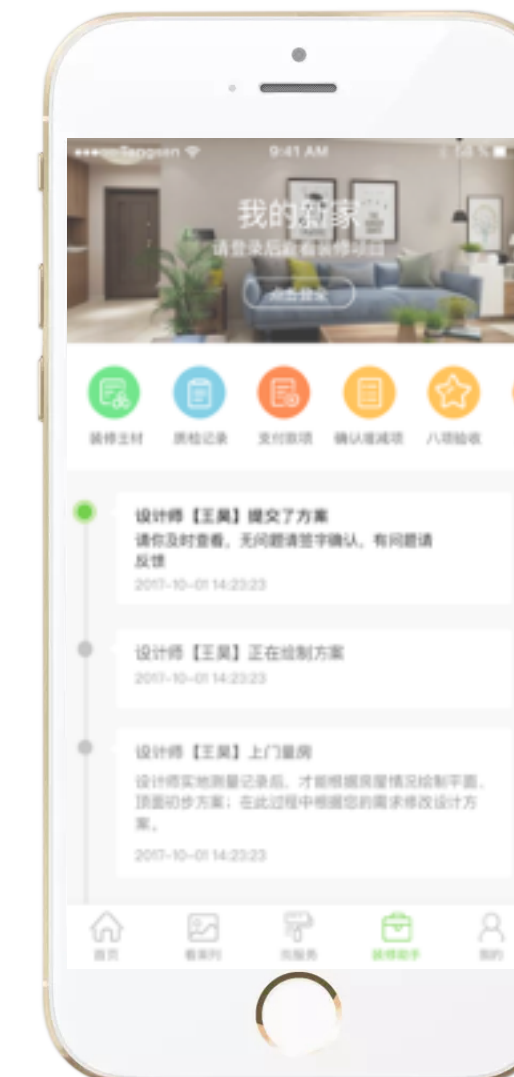 9:41 AM
我的新家
请登录后查看装修项目
点击登录
装修主材
质检记录
支付款项
确认增减项
八项验收
设计师【王昊】提交了方案
请你及时查看，无问题请签字确认，有问题请
反馈
2017-10-01 14:23:23
设计师【王昊】正在绘制方案
2017-10-01 14:23:23
设计师【王昊】上门量房
设计师实地测量记录后，才能根据房屋情况绘制平面、
顶面初步方案；在此过程中根据您的需求修改设计方
案。
2017-10-01 14:23:23
首页
看案例
找服务
装修助手
我的